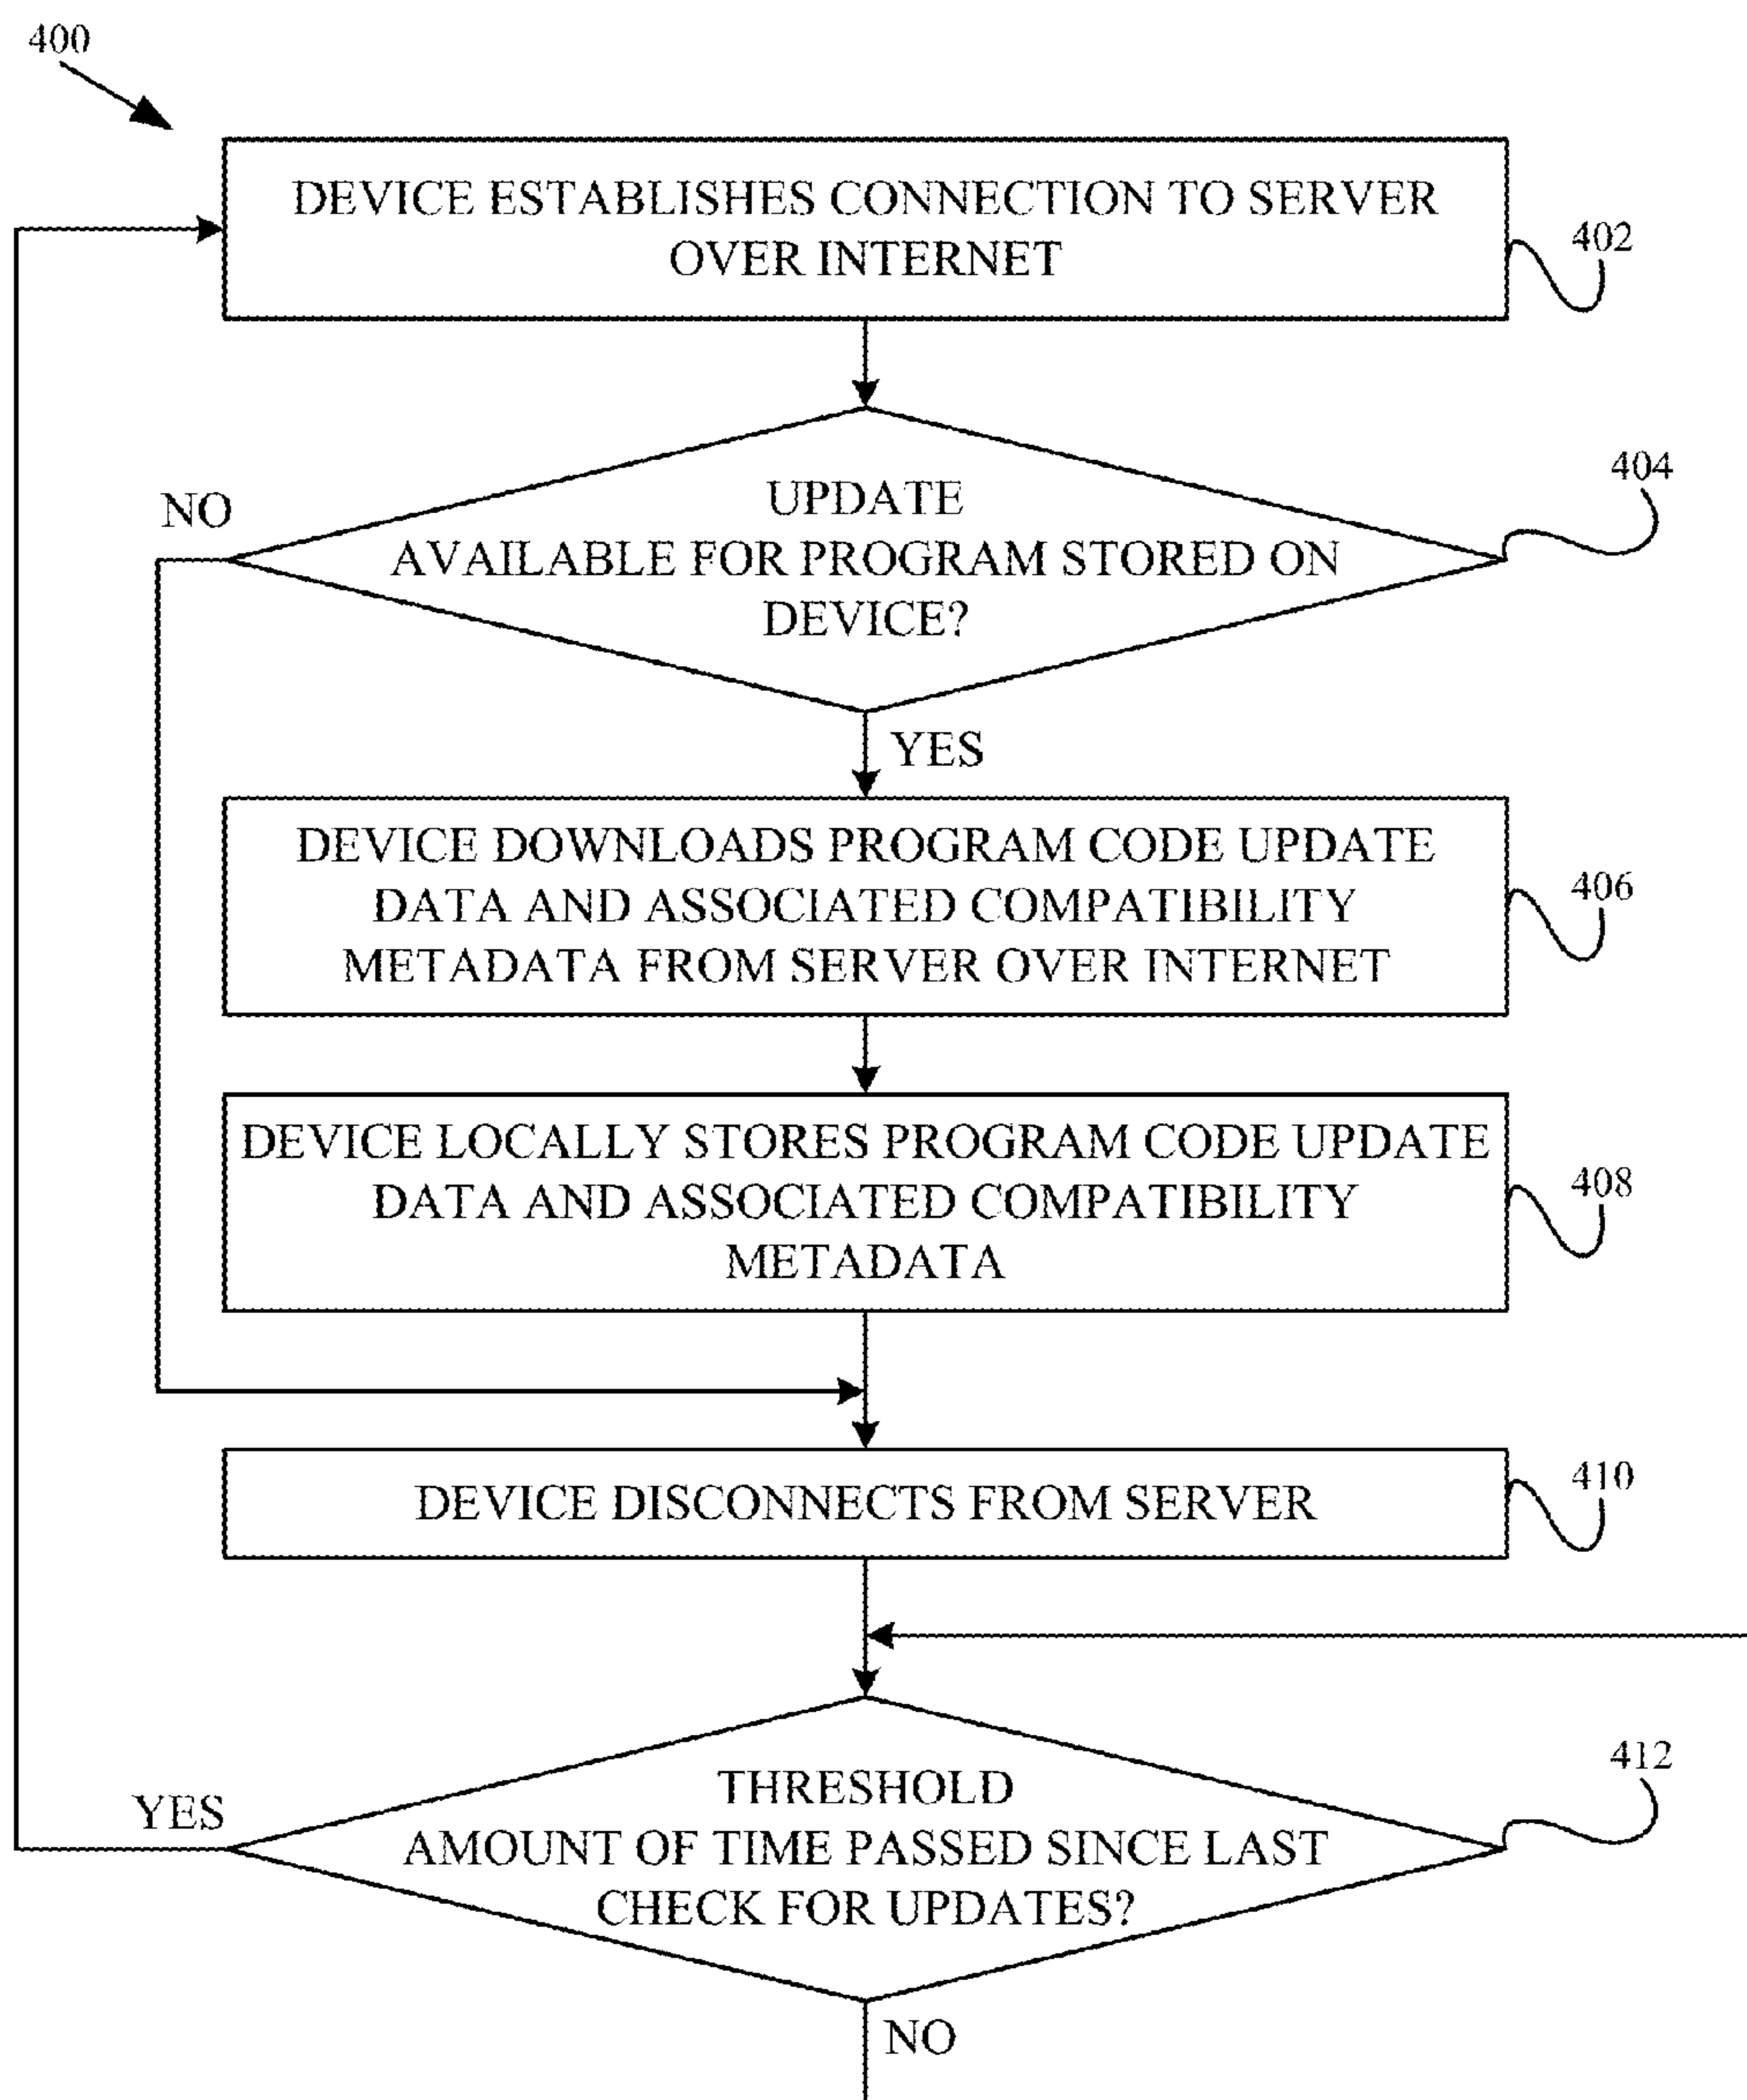 400
DEVICE ESTABLISHES CONNECTION TO SERVER
OVER INTERNET
402
UPDATE
AVAILABLE FOR PROGRAM STORED ON
DEVICE?
404
NO
YES
DEVICE DOWNLOADS PROGRAM CODE UPDATE
DATA AND ASSOCIATED COMPATIBILITY
METADATA FROM SERVER OVER INTERNET
406
DEVICE LOCALLY STORES PROGRAM CODE UPDATE
DATA AND ASSOCIATED COMPATIBILITY
METADATA
408
DEVICE DISCONNECTS FROM SERVER
410
THRESHOLD
AMOUNT OF TIME PASSED SINCE LAST
CHECK FOR UPDATES?
412
YES
NO